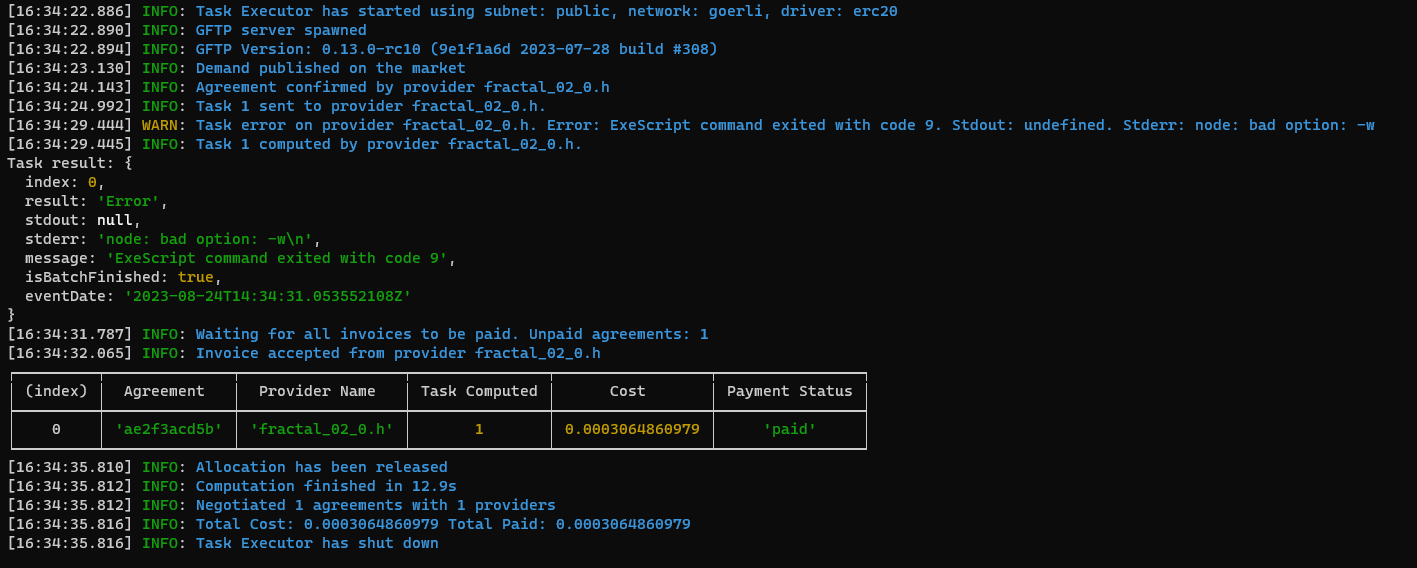 [16:34:22.886] INFO: Task Executor has started using subnet: public, network: goerli, driver: erc20
[16:34:22.890] INFO: GFTP server spawned
[16:34:22.894] INFO: GFTP Version: 0.13.0-rc10 (9e1f1a6d 2023-07-28 build #308)
[16:34:23.130] INFO: Demand published on the market
[16:34:24.143] INFO: Agreement confirmed by provider fractal_02_0.h
[16:34:24.992] INFO: Task 1 sent to provider fractal_02_0.h.
[16:34:29.444] WARN: Task error on provider fractal_02_0.h. Error: ExeScript command exited with code 9. Stdout: undefined. Stderr: node: bad option: -w
[16:34:29.445] INFO: Task 1 computed by provider fractal_02_0.h.
Task result: {
  index: 0,
  result: 'Error',
  stdout: null,
  stderr: 'node: bad option: -w\n',
  message: 'ExeScript command exited with code 9',
  isBatchFinished: true,
  eventDate: '2023-08-24T14:34:31.053552108Z'
}
[16:34:31.787] INFO: Waiting for all invoices to be paid. Unpaid agreements: 1
[16:34:32.065] INFO: Invoice accepted from provider fractal_02_0.h
(index) Agreement Provider Name Task Computed Cost Payment Status
0 'ae2f3acd5b' 'fractal_02_0.h' 1 0.0003064860979 'paid'
[16:34:35.810] INFO: Allocation has been released
[16:34:35.812] INFO: Computation finished in 12.9s
[16:34:35.812] INFO: Negotiated 1 agreements with 1 providers
[16:34:35.816] INFO: Total Cost: 0.0003064860979 Total Paid: 0.0003064860979
[16:34:35.816] INFO: Task Executor has shut down